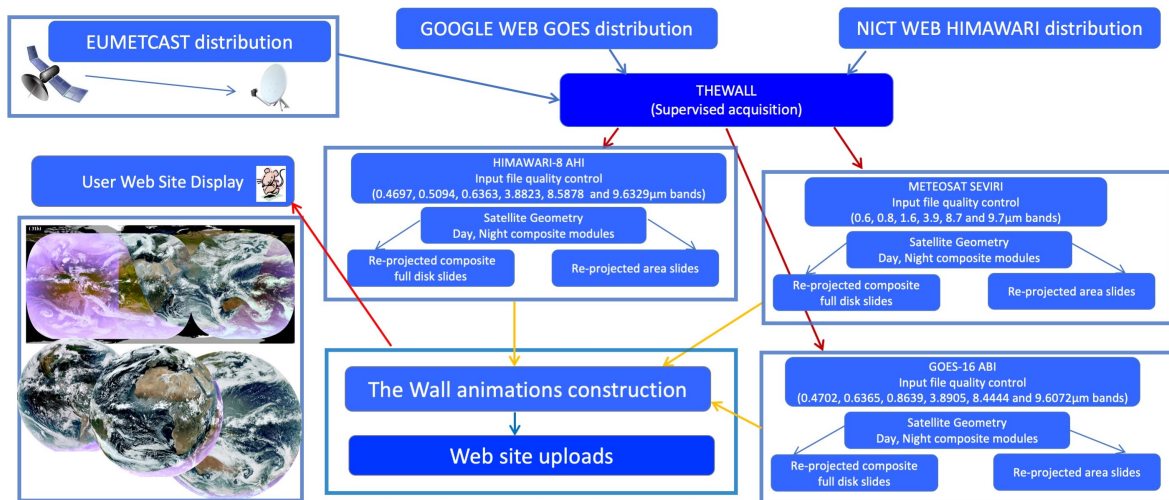 EUMETCAST distribution
GOOGLE WEB GOES distribution
NICT WEB HIMAWARI distribution
THEWALL
(Supervised acquisition)
User Web Site Display
HIMAWARI-8 AHI
Input file quality control
(0.4697, 0.5094, 0.6363, 3.8823, 8.5878 and 9.6329µm bands)
Satellite Geometry
Day, Night composite modules
Re-projected composite
full disk slides
Re-projected area slides
METEOSAT SEVIRI
Input file quality control
(0.6, 0.8, 1.6, 3.9, 8.7 and 9.7µm bands)
Satellite Geometry
Day, Night composite modules
Re-projected composite
full disk slides
Re-projected area slides
The Wall animations construction
Web site uploads
GOES-16 ABI
Input file quality control
(0.4702, 0.6365, 0.8639, 3.8905, 8.4444 and 9.6072µm bands)
Satellite Geometry
Day, Night composite modules
Re-projected composite
full disk slides
Re-projected area slides